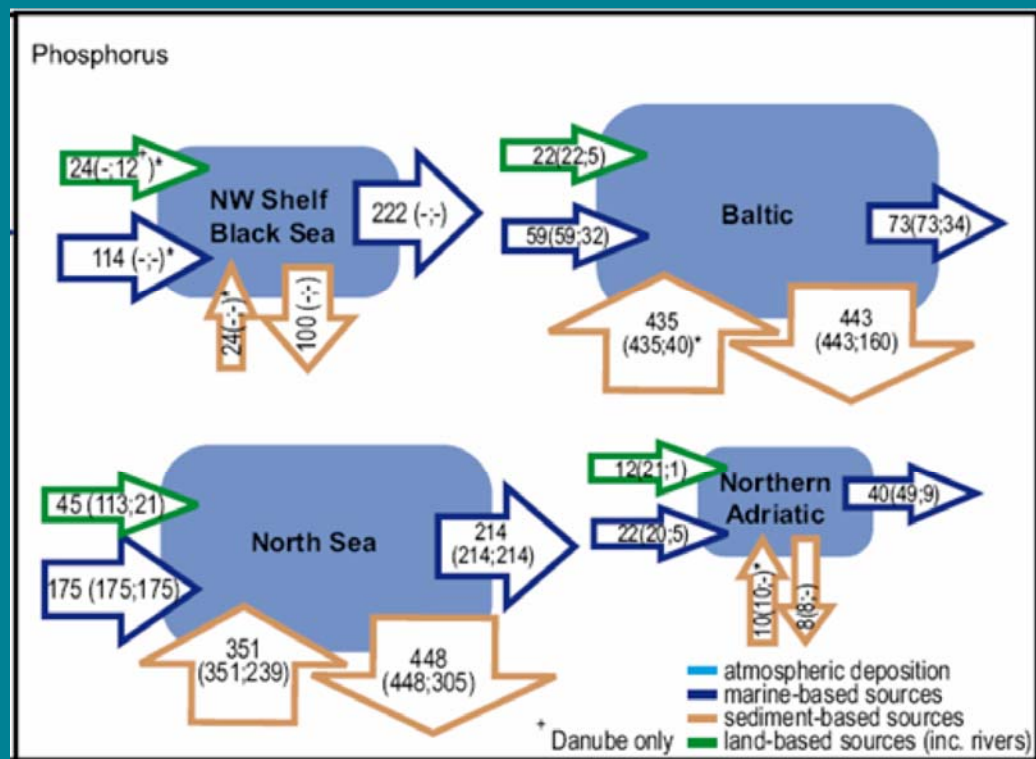 Phosphorus
24(-;12+)*
NW Shelf
Black Sea
222 (-;-)
114 (-;-)*
24(-;-)*
100 (-;-)
22(22;5)
Baltic
59(59;32)
73(73;34)
435
(435;40)*
443
(443;160)
45 (113;21)
North Sea
214
(214;214)
175 (175;175)
351
(351;239)
448
(448;305)
12(21;1)
Northern
Adriatic
40(49;9)
22(20;5)
10(10;-)*
8(8;-)
atmospheric deposition
marine-based sources
sediment-based sources
land-based sources (inc. rivers)
+ Danube only